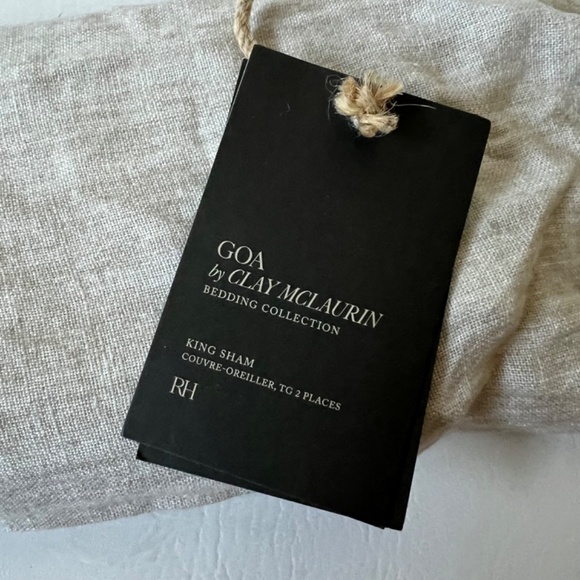 GOA
by CLAY MCLAURIN
BEDDING COLLECTION
KING SHAM
COUVRE-OREILLER, TG 2 PLACES
RH